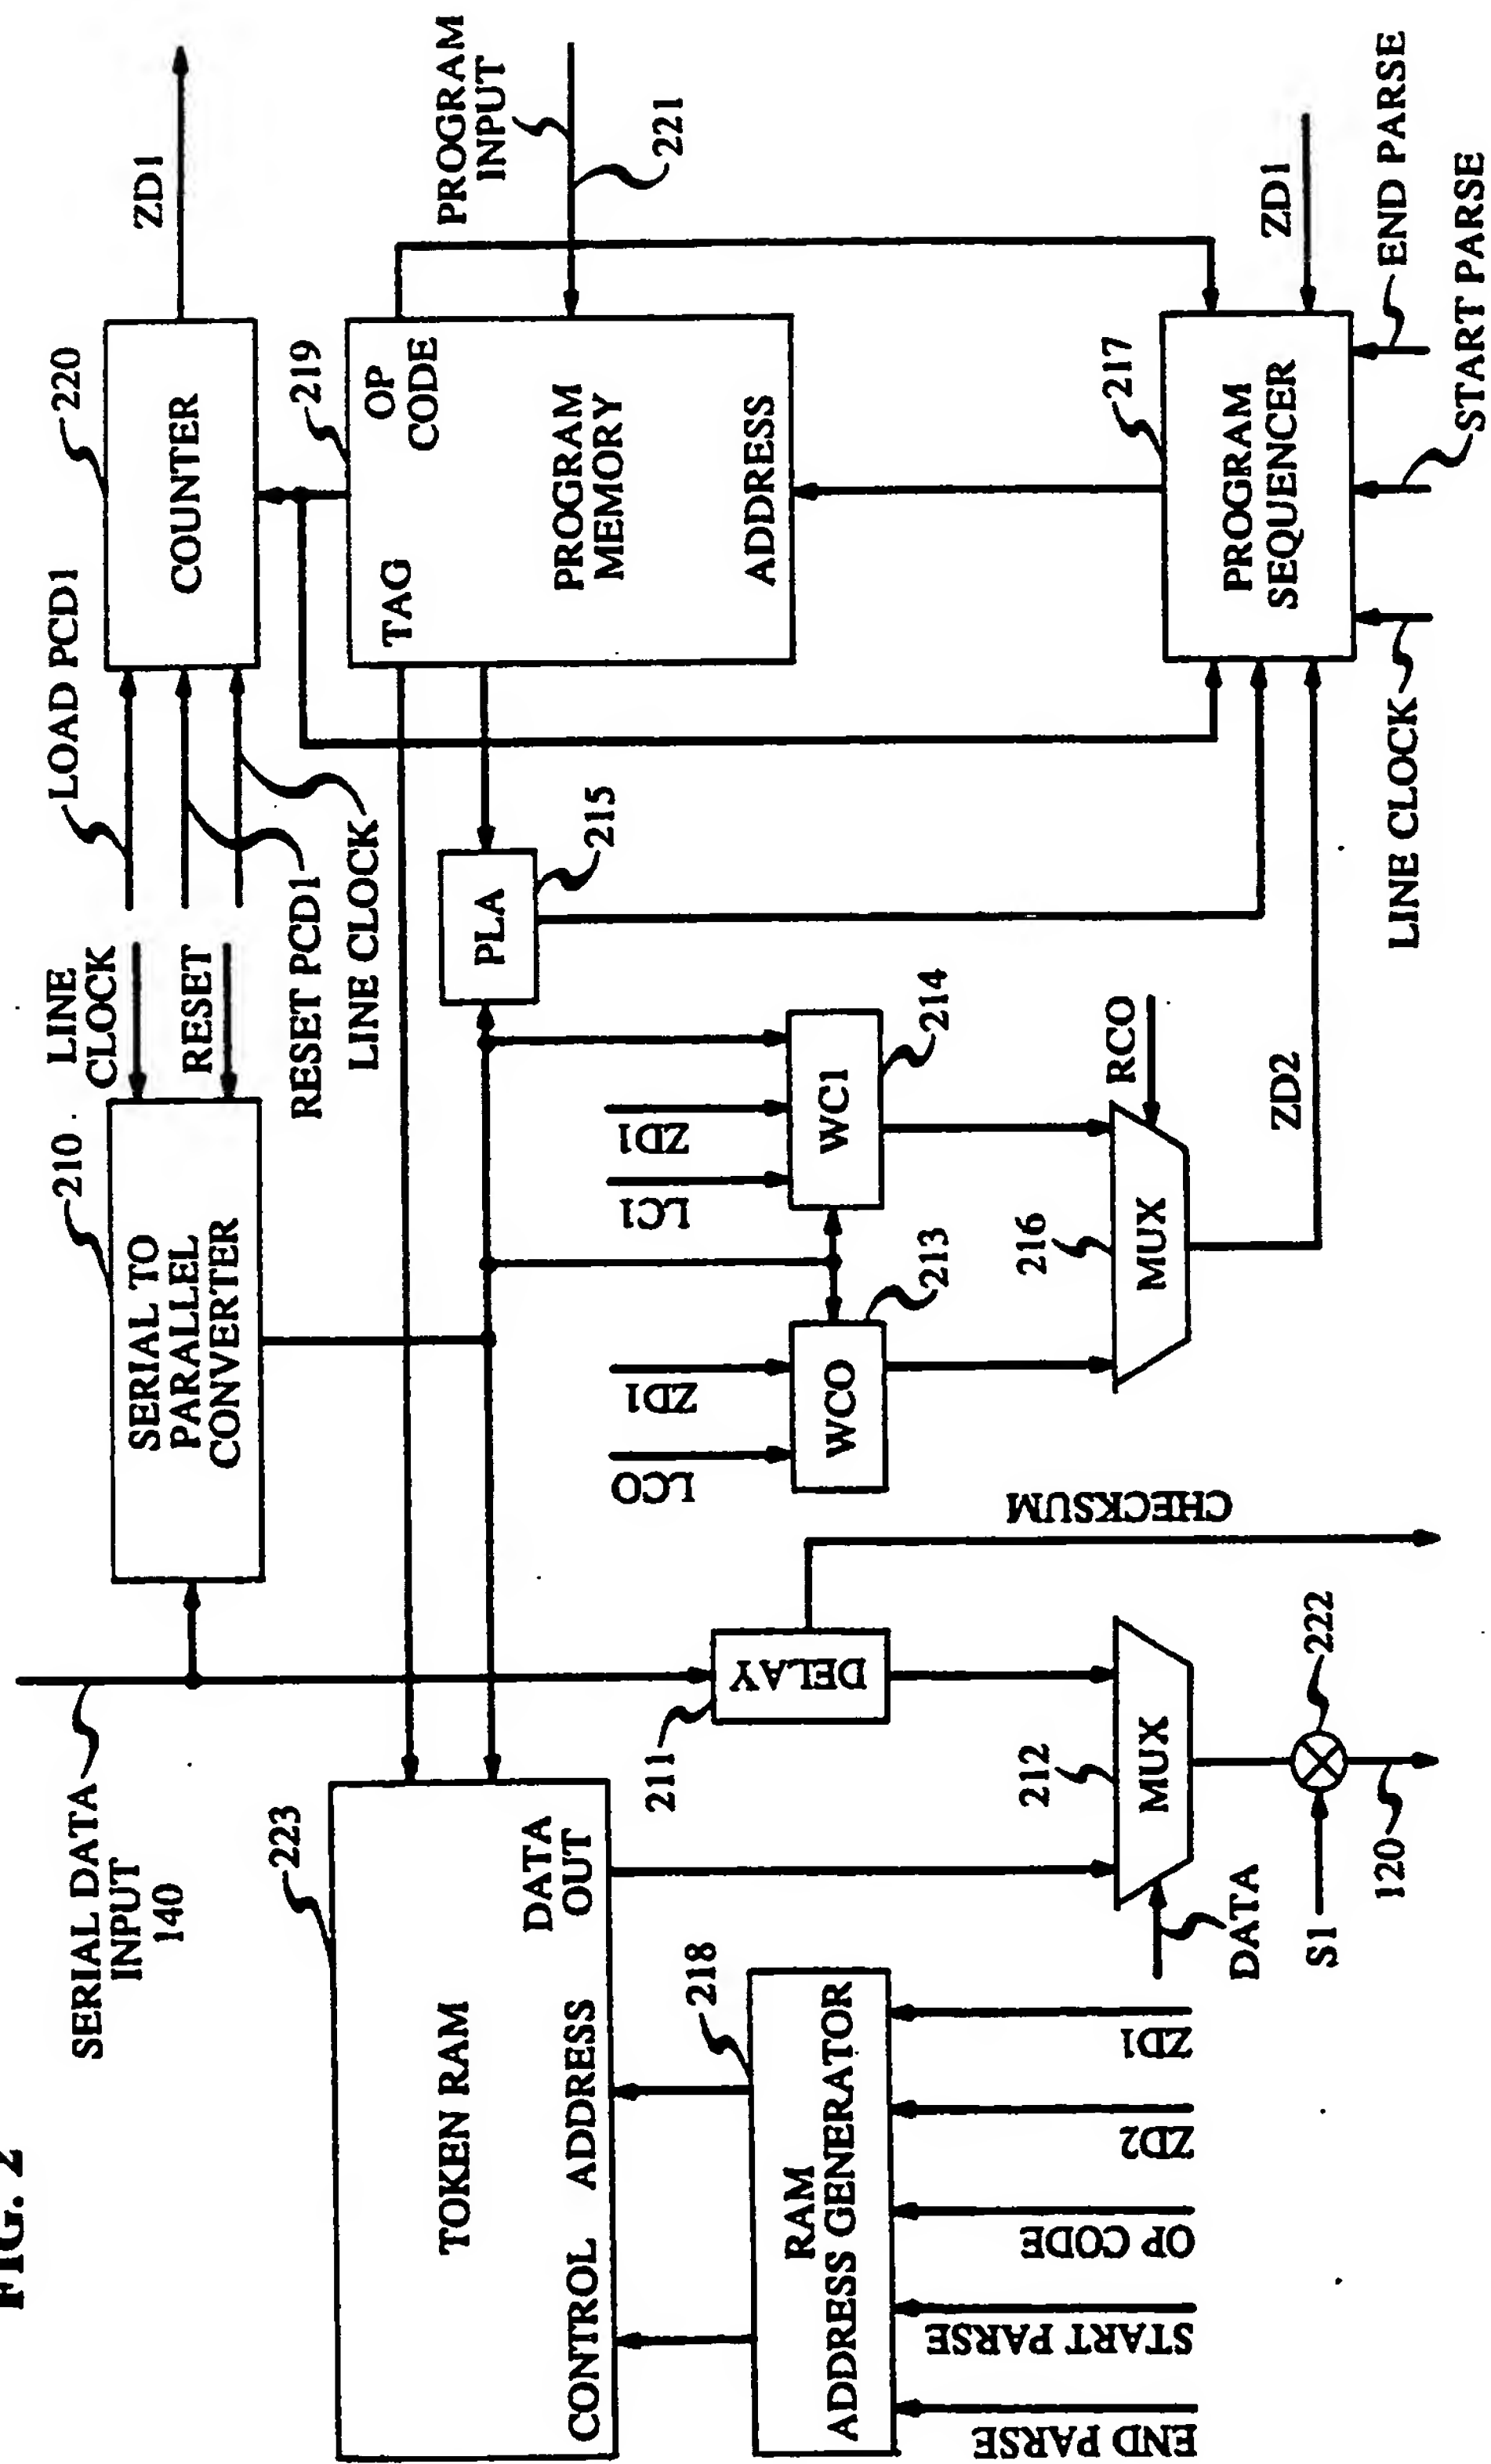 FIG. 2
SERIAL DATA
INPUT
140
210
SERIAL TO
PARALLEL
CONVERTER
LINE
CLOCK
RESET
LOAD PCD1
RESET PCD1
LINE CLOCK
220
COUNTER
ZD1
223
TOKEN RAM
DATA
OUT
CONTROL
ADDRESS
TAG
219
OP
CODE
PROGRAM
MEMORY
ADDRESS
PROGRAM
INPUT
221
PLA
215
218
RAM
ADDRESS GENERATOR
END PARSE
START PARSE
OP CODE
ZD2
ZD1
211
DELAY
CHECKSUM
LCO
ZD1
WCO
213
LC1
ZD1
WC1
214
212
MUX
DATA
S1
222
120
216
MUX
RCO
ZD2
217
PROGRAM
SEQUENCER
ZD1
LINE CLOCK
START PARSE
END PARSE